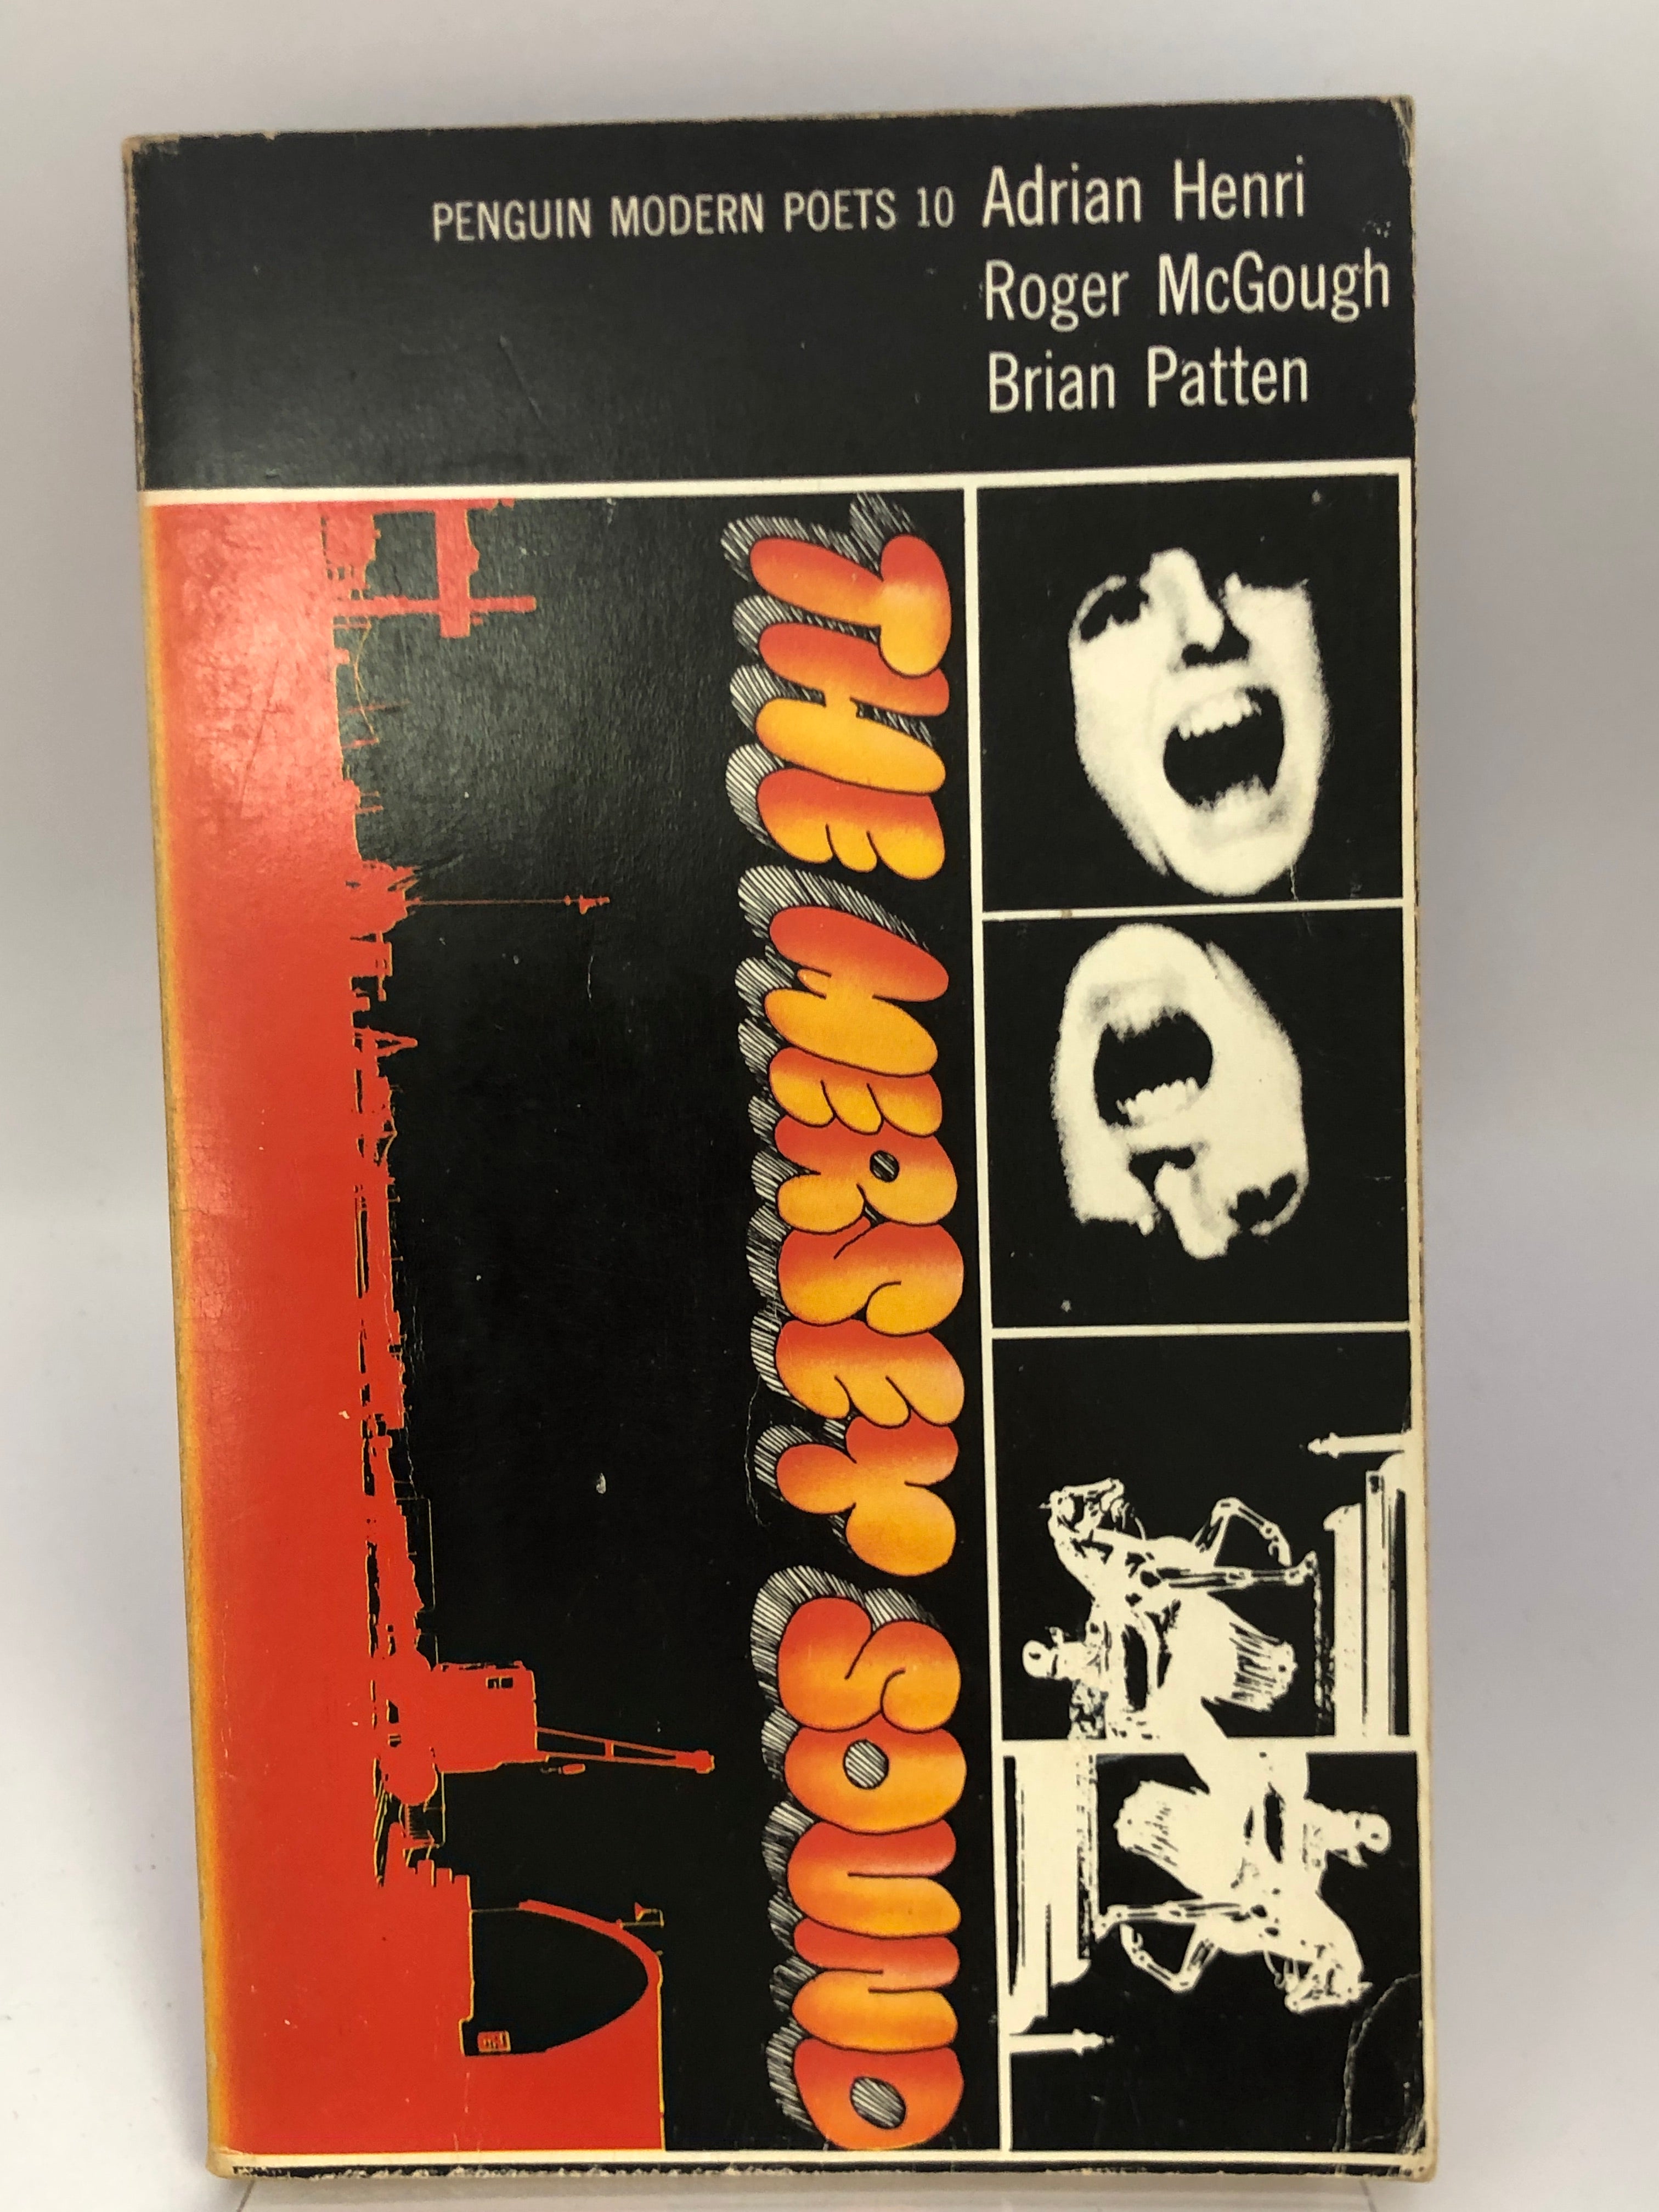 PENGUIN MODERN POETS 10 Adrian Henri
Roger McGough
Brian Patten
THE MERSEY SOUND